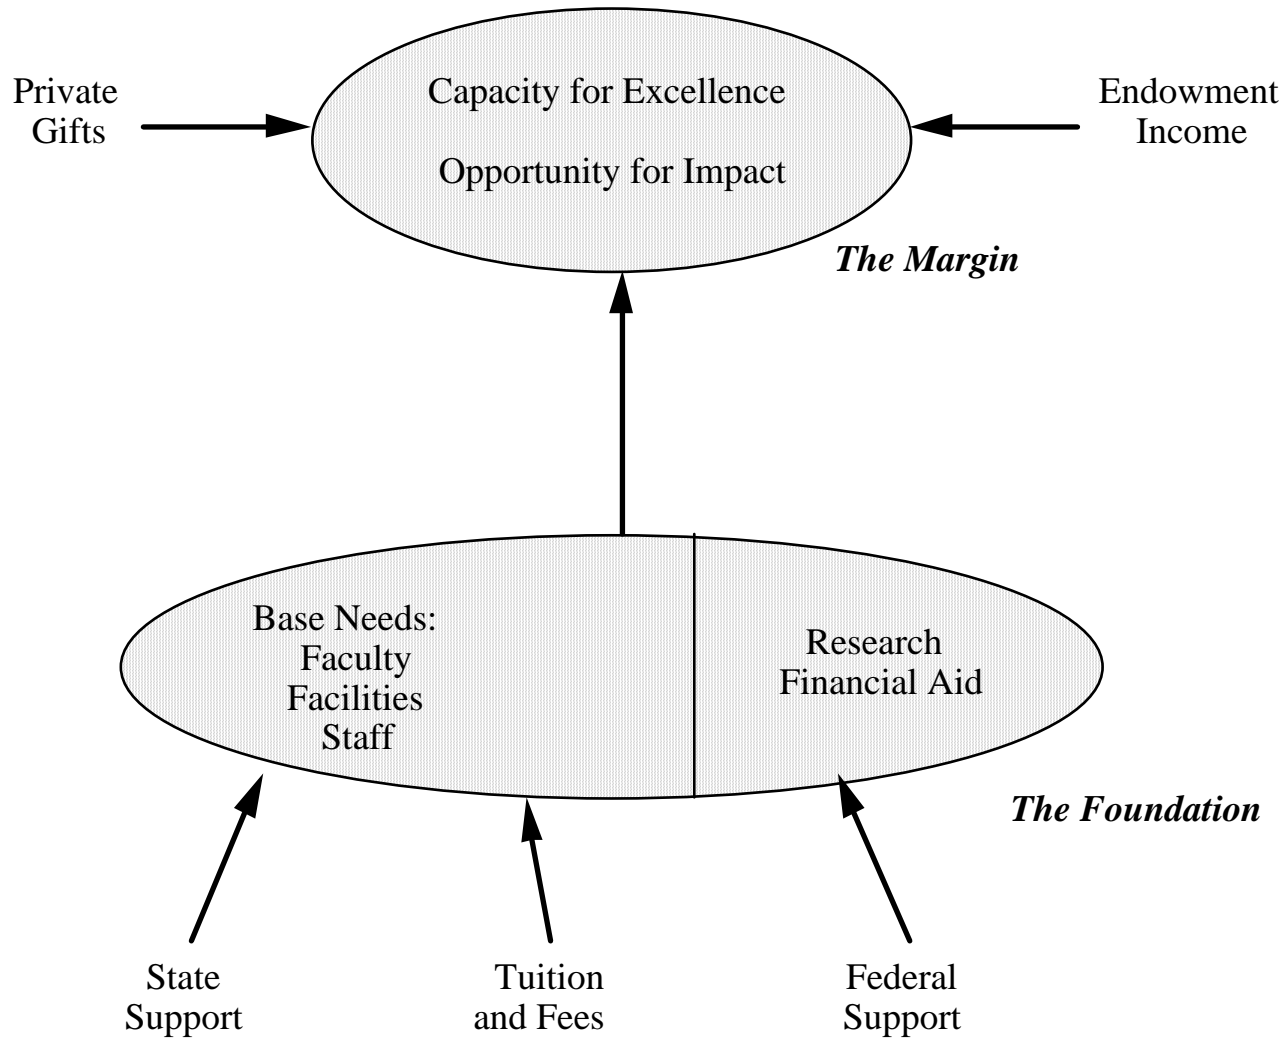 Private
Gifts
Capacity for Excellence
Opportunity for Impact
Endowment
Income
The Margin
Base Needs:
Faculty
Facilities
Staff
Research
Financial Aid
The Foundation
State
Support
Tuition
and Fees
Federal
Support